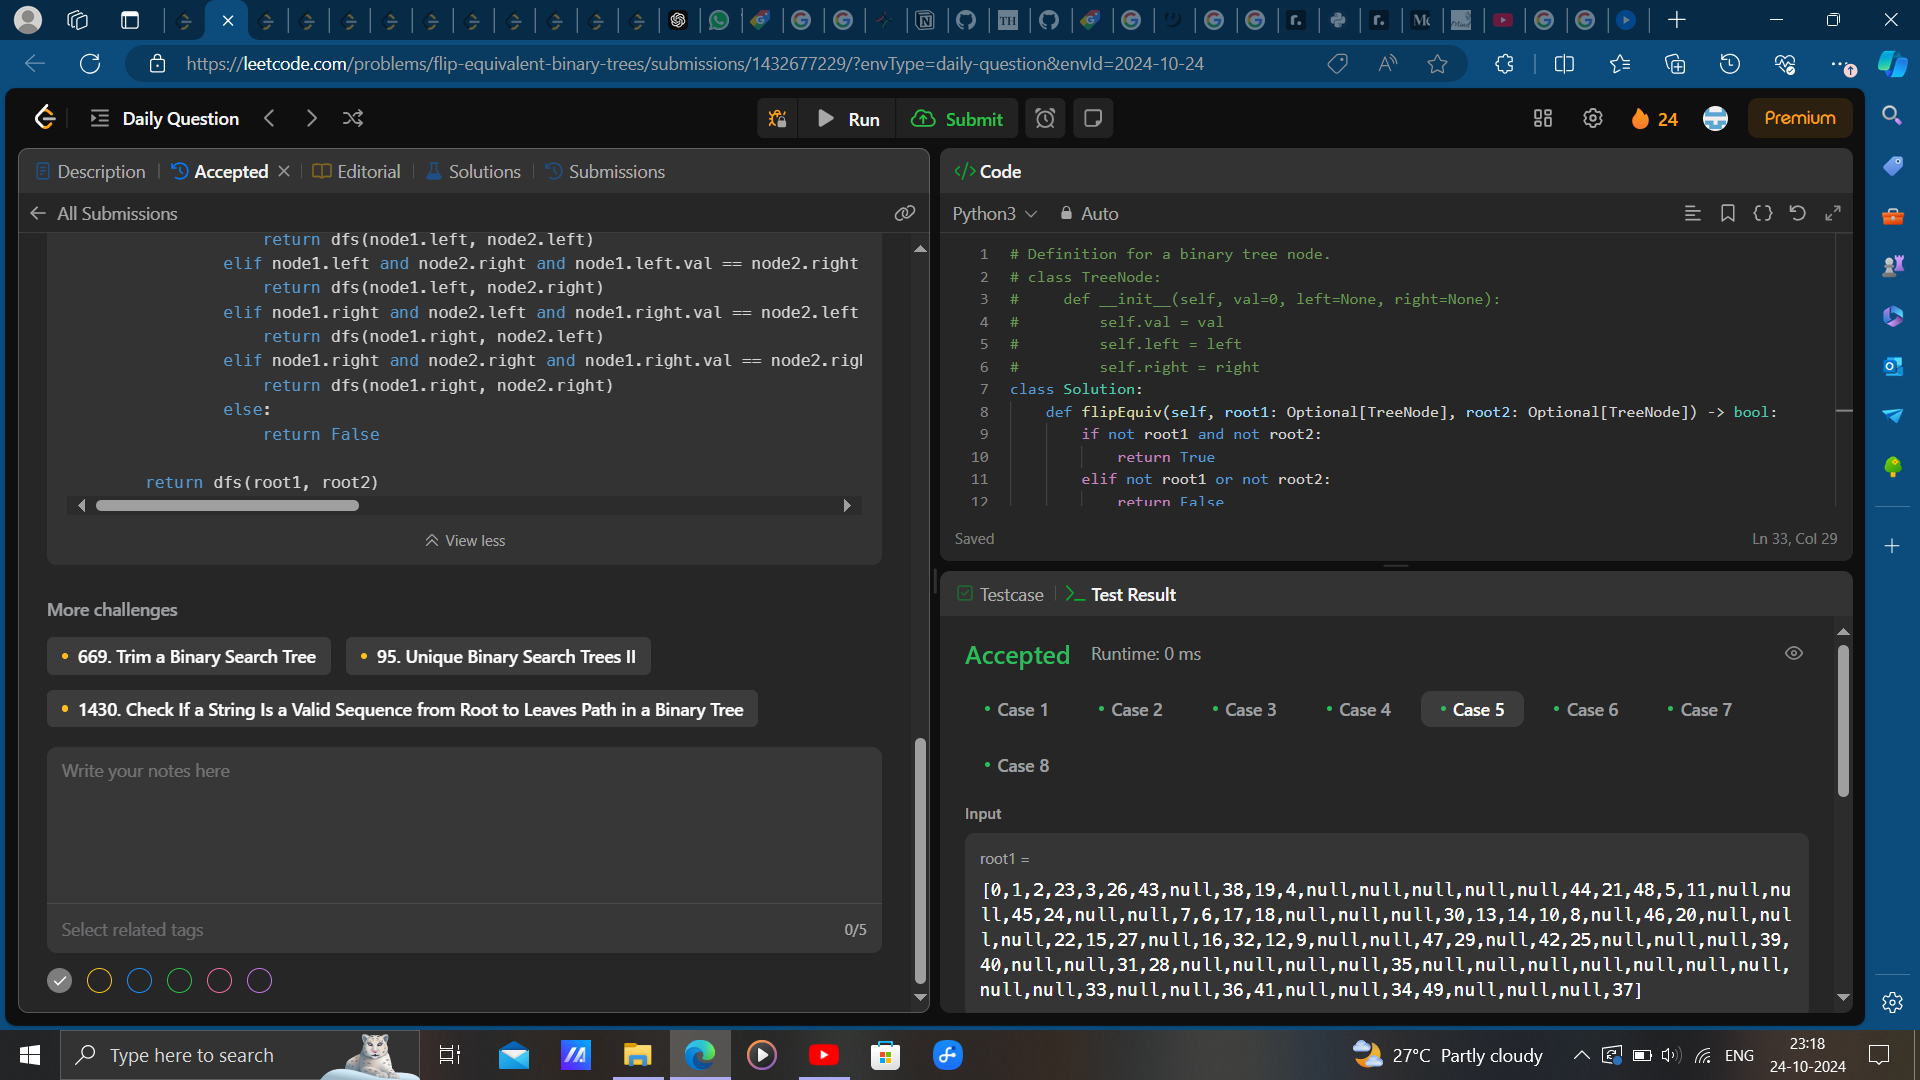 https://leetcode.com/problems/flip-equivalent-binary-trees/submissions/1432677229/?envType=daily-question&envId=2024-10-24
Daily Question
Run
Submit
24
Premium
Description
Accepted
Editorial
Solutions
Submissions
All Submissions
return dfs(node1.left, node2.left)
elif node1.left and node2.right and node1.left.val == node2.right
return dfs(node1.left, node2.right)
elif node1.right and node2.left and node1.right.val == node2.left
return dfs(node1.right, node2.left)
elif node1.right and node2.right and node1.right.val == node2.righ
return dfs(node1.right, node2.right)
else:
return False
return dfs(root1, root2)
View less
More challenges
669. Trim a Binary Search Tree
95. Unique Binary Search Trees II
1430. Check If a String Is a Valid Sequence from Root to Leaves Path in a Binary Tree
Write your notes here
Select related tags
0/5
</> Code
Python3
Auto
1 # Definition for a binary tree node.
2 # class TreeNode:
3 #     def __init__(self, val=0, left=None, right=None):
4 #         self.val = val
5 #         self.left = left
6 #         self.right = right
7 class Solution:
8     def flipEquiv(self, root1: Optional[TreeNode], root2: Optional[TreeNode]) -> bool:
9         if not root1 and not root2:
10             return True
11         elif not root1 or not root2:
12             return False
Saved
Ln 33, Col 29
Testcase
Test Result
Accepted
Runtime: 0 ms
Case 1
Case 2
Case 3
Case 4
Case 5
Case 6
Case 7
Case 8
Input
root1 =
[0,1,2,23,3,26,43,null,38,19,4,null,null,null,null,null,44,21,48,5,11,null,nu
ll,45,24,null,null,7,6,17,18,null,null,null,30,13,14,10,8,null,46,20,null,nul
l,null,22,15,27,null,16,32,12,9,null,null,47,29,null,42,25,null,null,null,39,
40,null,null,31,28,null,null,null,null,35,null,null,null,null,null,null,null,
null,null,33,null,null,36,41,null,null,34,49,null,null,null,37]
Type here to search
27°C Partly cloudy
ENG
23:18
24-10-2024